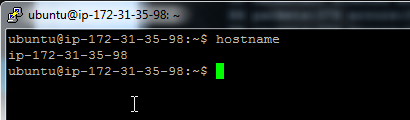 ubuntu@ip-172-31-35-98: ~
ubuntu@ip-172-31-35-98:~$ hostname
ip-172-31-35-98
ubuntu@ip-172-31-35-98:~$